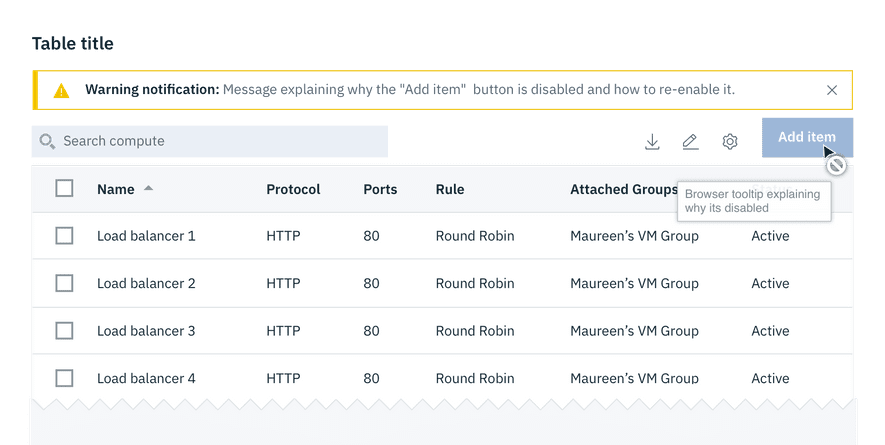 Table title
Warning notification: Message explaining why the "Add item" button is disabled and how to re-enable it.
Search compute
Add item
Name Protocol Ports Rule Attached Groups
Browser tooltip explaining
why its disabled
Load balancer 1 HTTP 80 Round Robin Maureen’s VM Group Active
Load balancer 2 HTTP 80 Round Robin Maureen’s VM Group Active
Load balancer 3 HTTP 80 Round Robin Maureen’s VM Group Active
Load balancer 4 HTTP 80 Round Robin Maureen’s VM Group Active